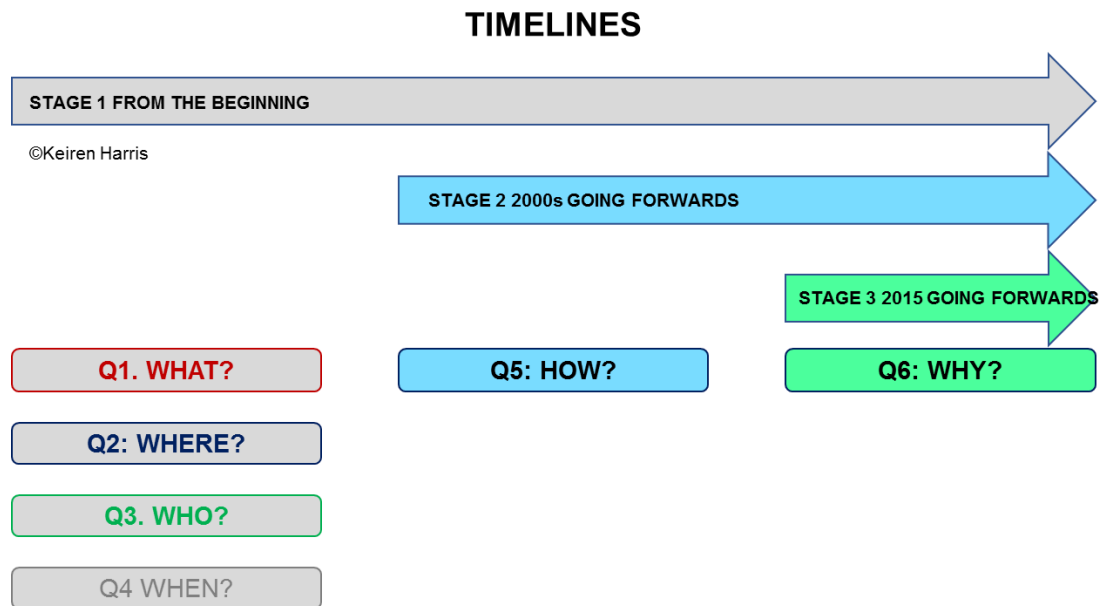 TIMELINES
STAGE 1 FROM THE BEGINNING
©Keiren Harris
STAGE 2 2000s GOING FORWARDS
STAGE 3 2015 GOING FORWARDS
Q1. WHAT?
Q5: HOW?
Q6: WHY?
Q2: WHERE?
Q3. WHO?
Q4 WHEN?